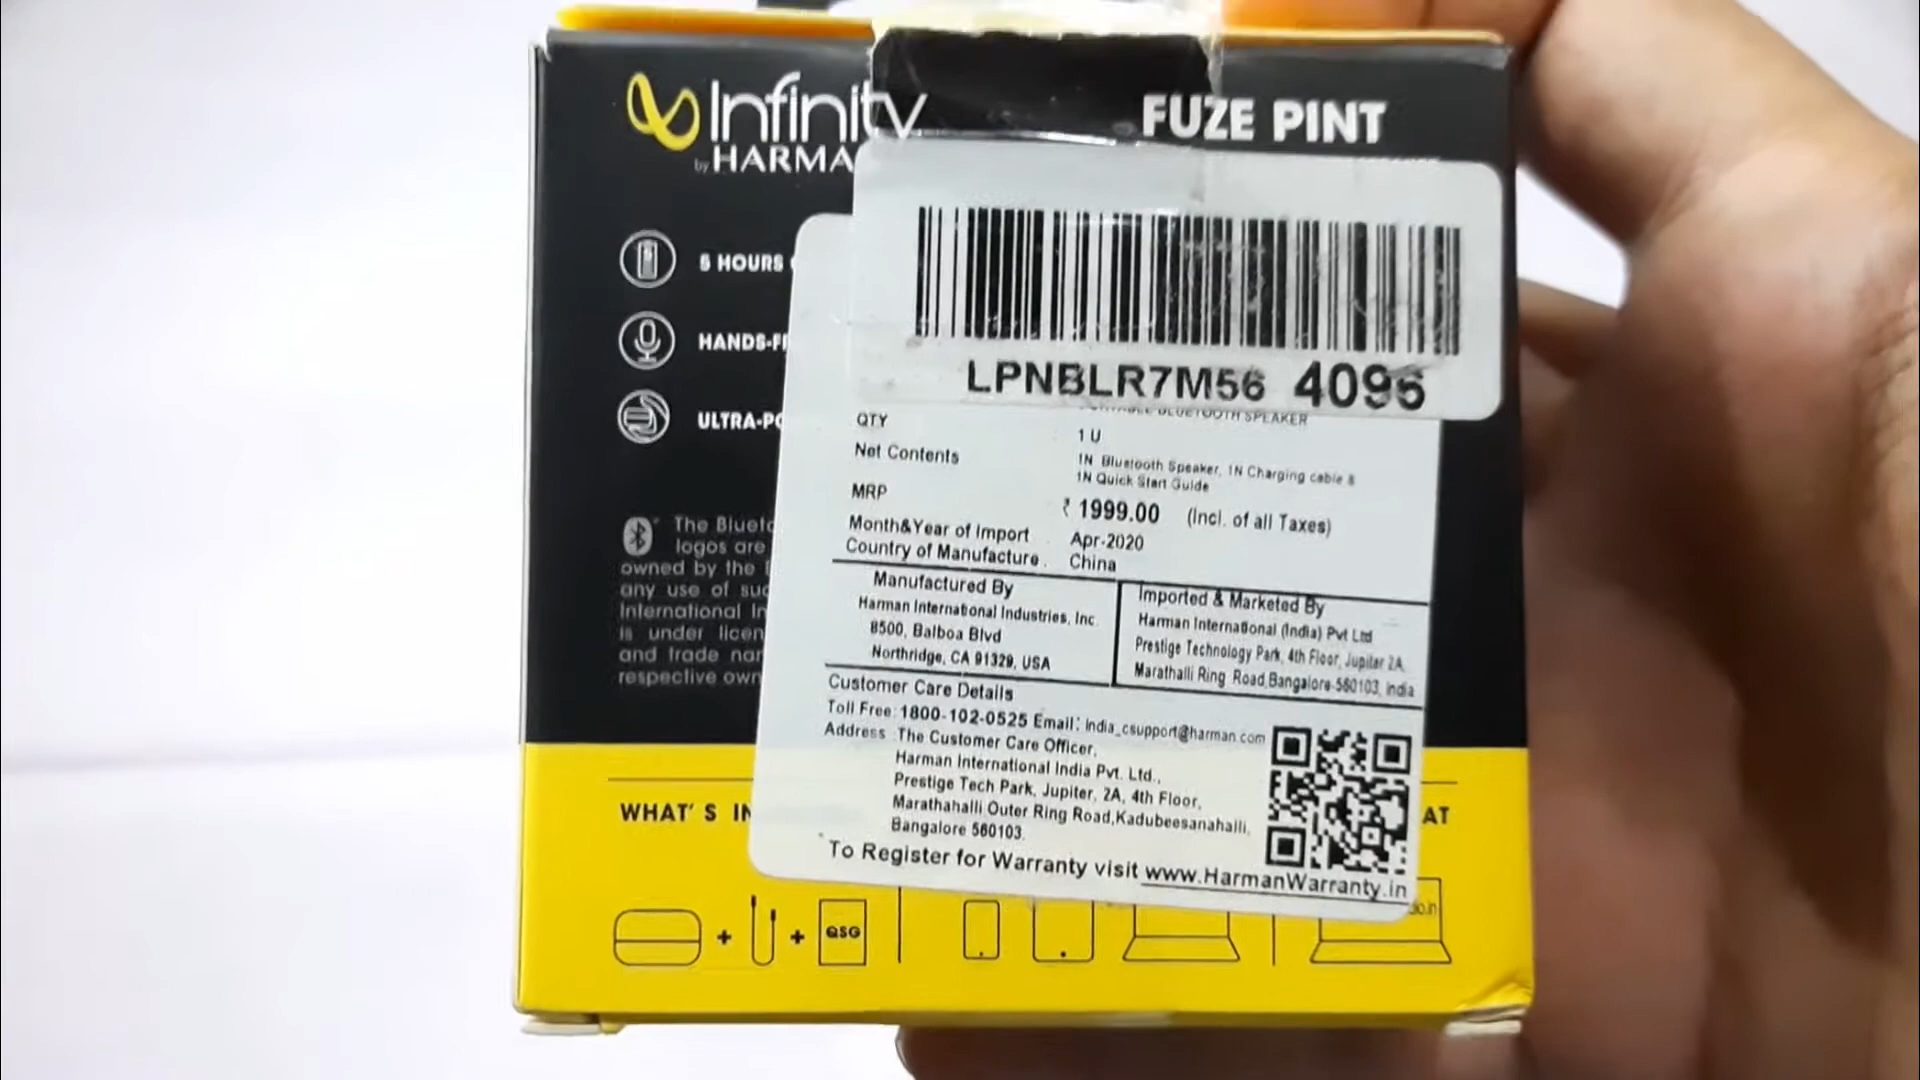 Infinity
by HARMA
FUZE PINT
5 HOURS
HANDS-F
ULTRA-PO
LPNBLR7M56 4096
BLUETOOTH SPEAKER
QTY 1 U
Net Contents 1N Bluetooth Speaker, 1N Charging cable &
1N Quick Start Guide
MRP ₹ 1999.00 (Incl. of all Taxes)
Month&Year of Import Apr-2020
Country of Manufacture China
Manufactured By
Harman International Industries, Inc.
8500, Balboa Blvd
Northridge, CA 91329, USA
Imported & Marketed By
Harman International (India) Pvt Ltd
Prestige Technology Park, 4th Floor, Jupitar 2A,
Marathalli Ring Road,Bangalore-560103, India
Customer Care Details
Toll Free: 1800-102-0525 Email: india_csupport@harman.com
Address :The Customer Care Officer,
Harman International India Pvt. Ltd.,
Prestige Tech Park, Jupiter, 2A, 4th Floor,
Marathahalli Outer Ring Road,Kadubeesanahalli,
Bangalore 560103.
To Register for Warranty visit www.HarmanWarranty.in
The Blueto
logos are
owned by the
any use of suc
International In
is under licen
and trade nam
respective own
WHAT' S IN
AT
QSG